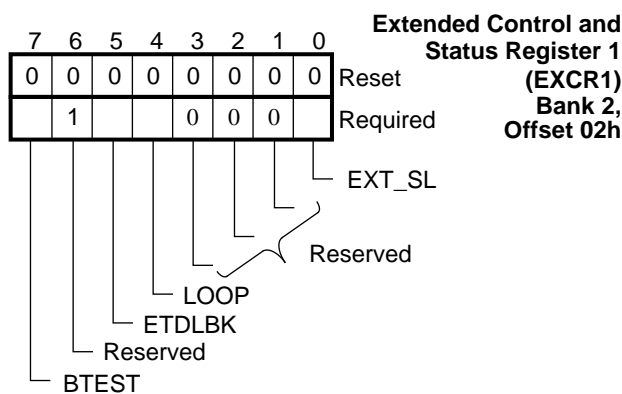 Extended Control and
Status Register 1
(EXCR1)
Bank 2,
Offset 02h
7 6 5 4 3 2 1 0
0 0 0 0 0 0 0 0 Reset
1 0 0 0 Required
EXT_SL
Reserved
LOOP
ETDLBK
Reserved
BTEST